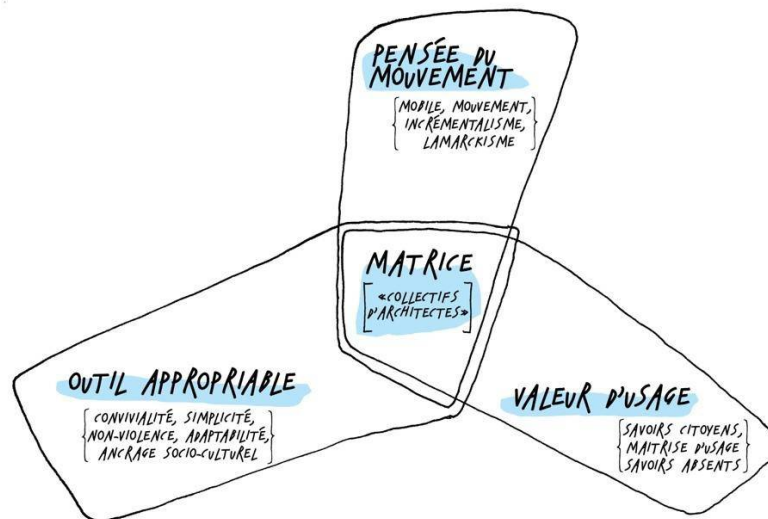 PENSÉE DU
MOUVEMENT
{MOBILE, MOUVEMENT,
INCRÉMENTALISME,
LAMARCKISME}
MATRICE
[«COLLECTIFS
D'ARCHITECTES»]
OUTIL APPROPRIABLE
{CONVIVIALITÉ, SIMPLICITÉ,
NON-VIOLENCE, ADAPTABILITÉ,
ANCRAGE SOCIO-CULTUREL}
VALEUR D'USAGE
{SAVOIRS CITOYENS,
MAITRISE D'USAGE
SAVOIRS ABSENTS}